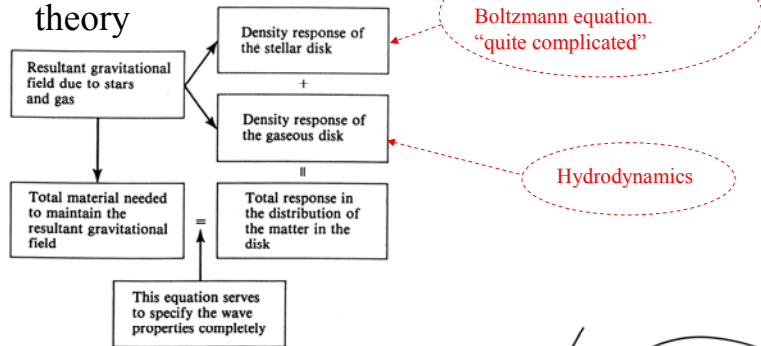 theory
Resultant gravitational
field due to stars
and gas
Density response of
the stellar disk
+
Density response of
the gaseous disk
=
Total material needed
to maintain the
resultant gravitational
field
=
Total response in
the distribution of
the matter in the
disk
This equation serves
to specify the wave
properties completely
Boltzmann equation.
“quite complicated”
Hydrodynamics